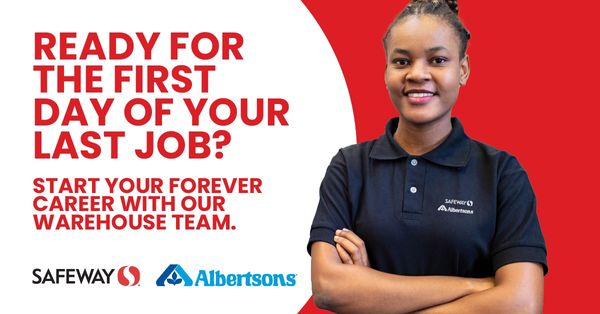 READY FOR
THE FIRST
DAY OF YOUR
LAST JOB?
START YOUR FOREVER
CAREER WITH OUR
WAREHOUSE TEAM.
SAFEWAY
Albertsons
SAFEWAY
Albertsons